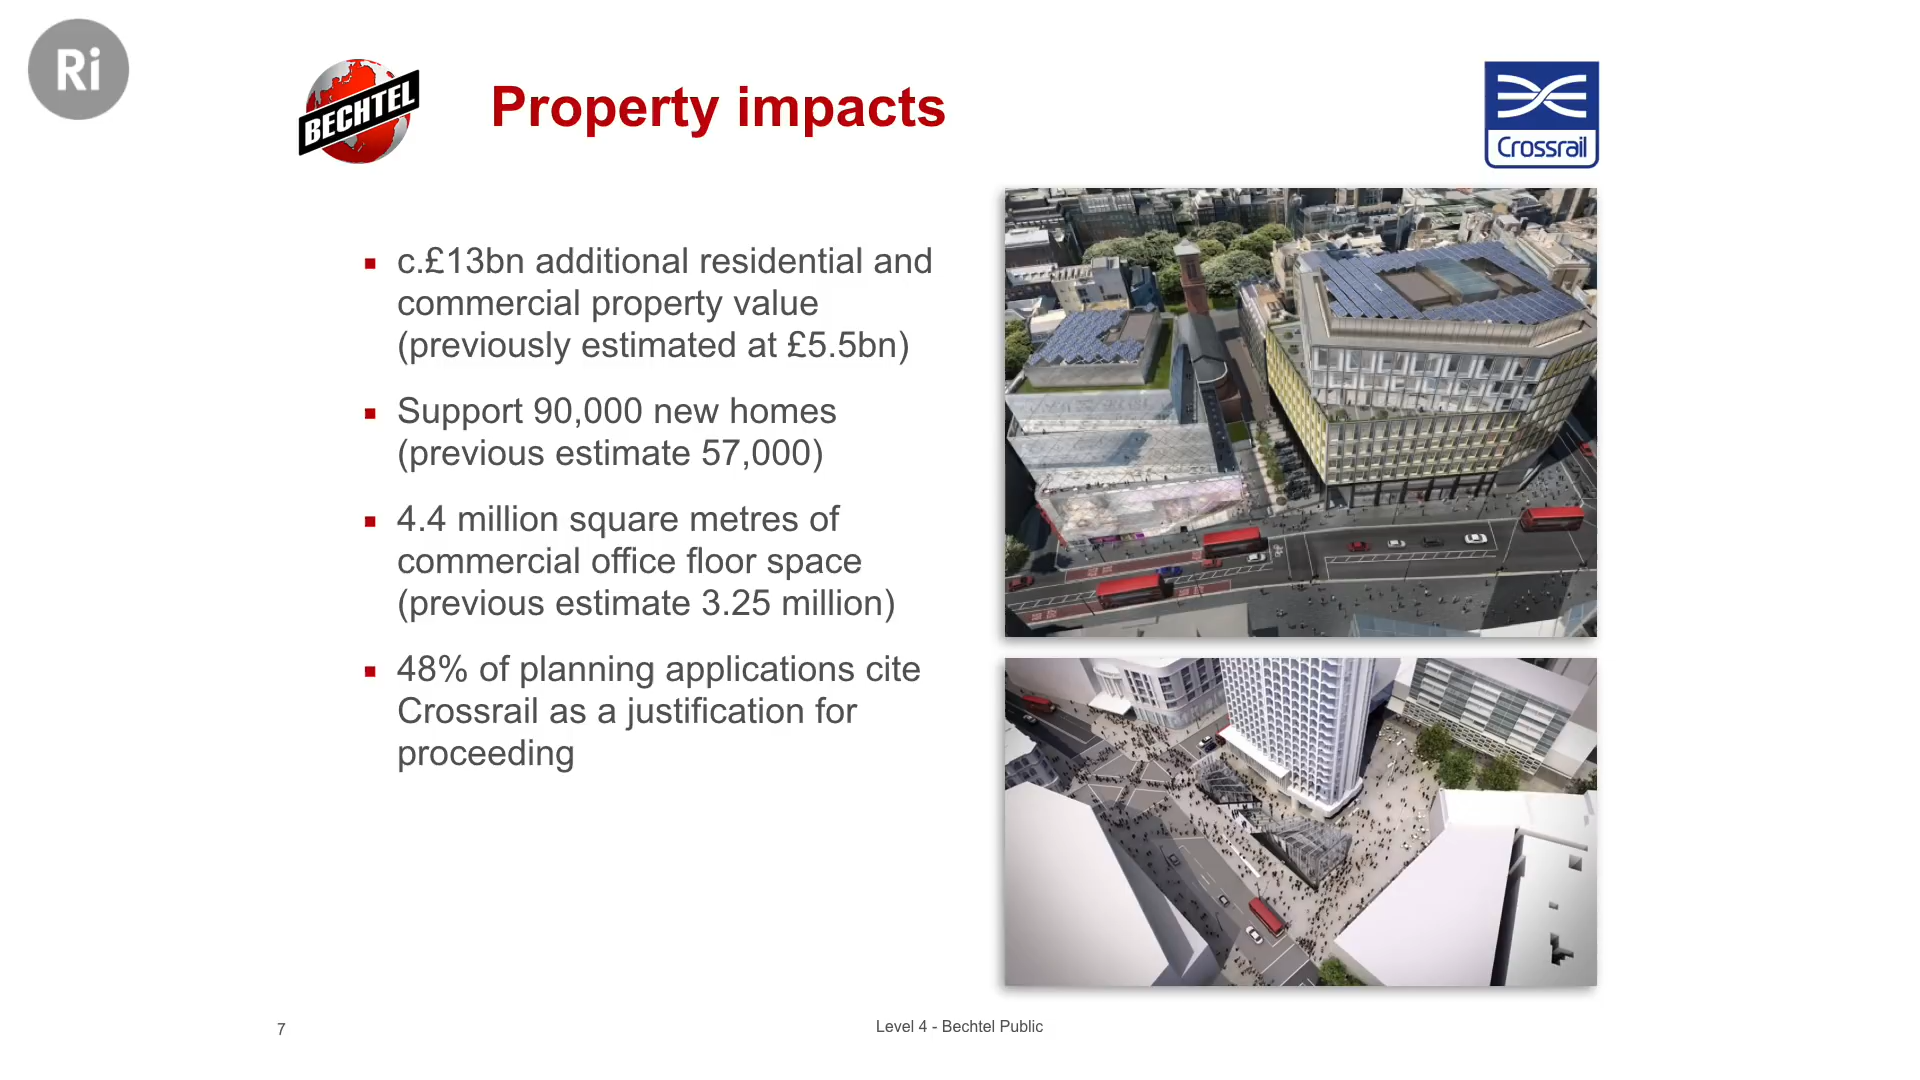 Ri
BECHTEL
Property impacts
Crossrail
c.£13bn additional residential and
commercial property value
(previously estimated at £5.5bn)
Support 90,000 new homes
(previous estimate 57,000)
4.4 million square metres of
commercial office floor space
(previous estimate 3.25 million)
48% of planning applications cite
Crossrail as a justification for
proceeding
7
Level 4 - Bechtel Public